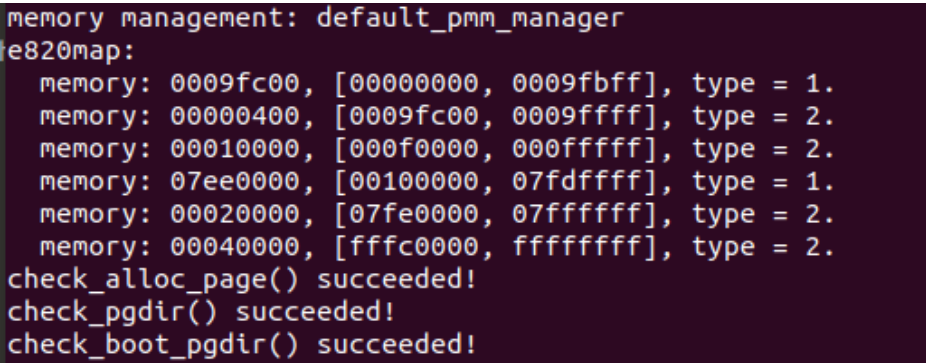 memory management: default_pmm_manager
e820map:
  memory: 0009fc00, [00000000, 0009fbff], type = 1.
  memory: 00000400, [0009fc00, 0009ffff], type = 2.
  memory: 00010000, [000f0000, 000fffff], type = 2.
  memory: 07ee0000, [00100000, 07fdffff], type = 1.
  memory: 00020000, [07fe0000, 07ffffff], type = 2.
  memory: 00040000, [fffc0000, ffffffff], type = 2.
check_alloc_page() succeeded!
check_pgdir() succeeded!
check_boot_pgdir() succeeded!